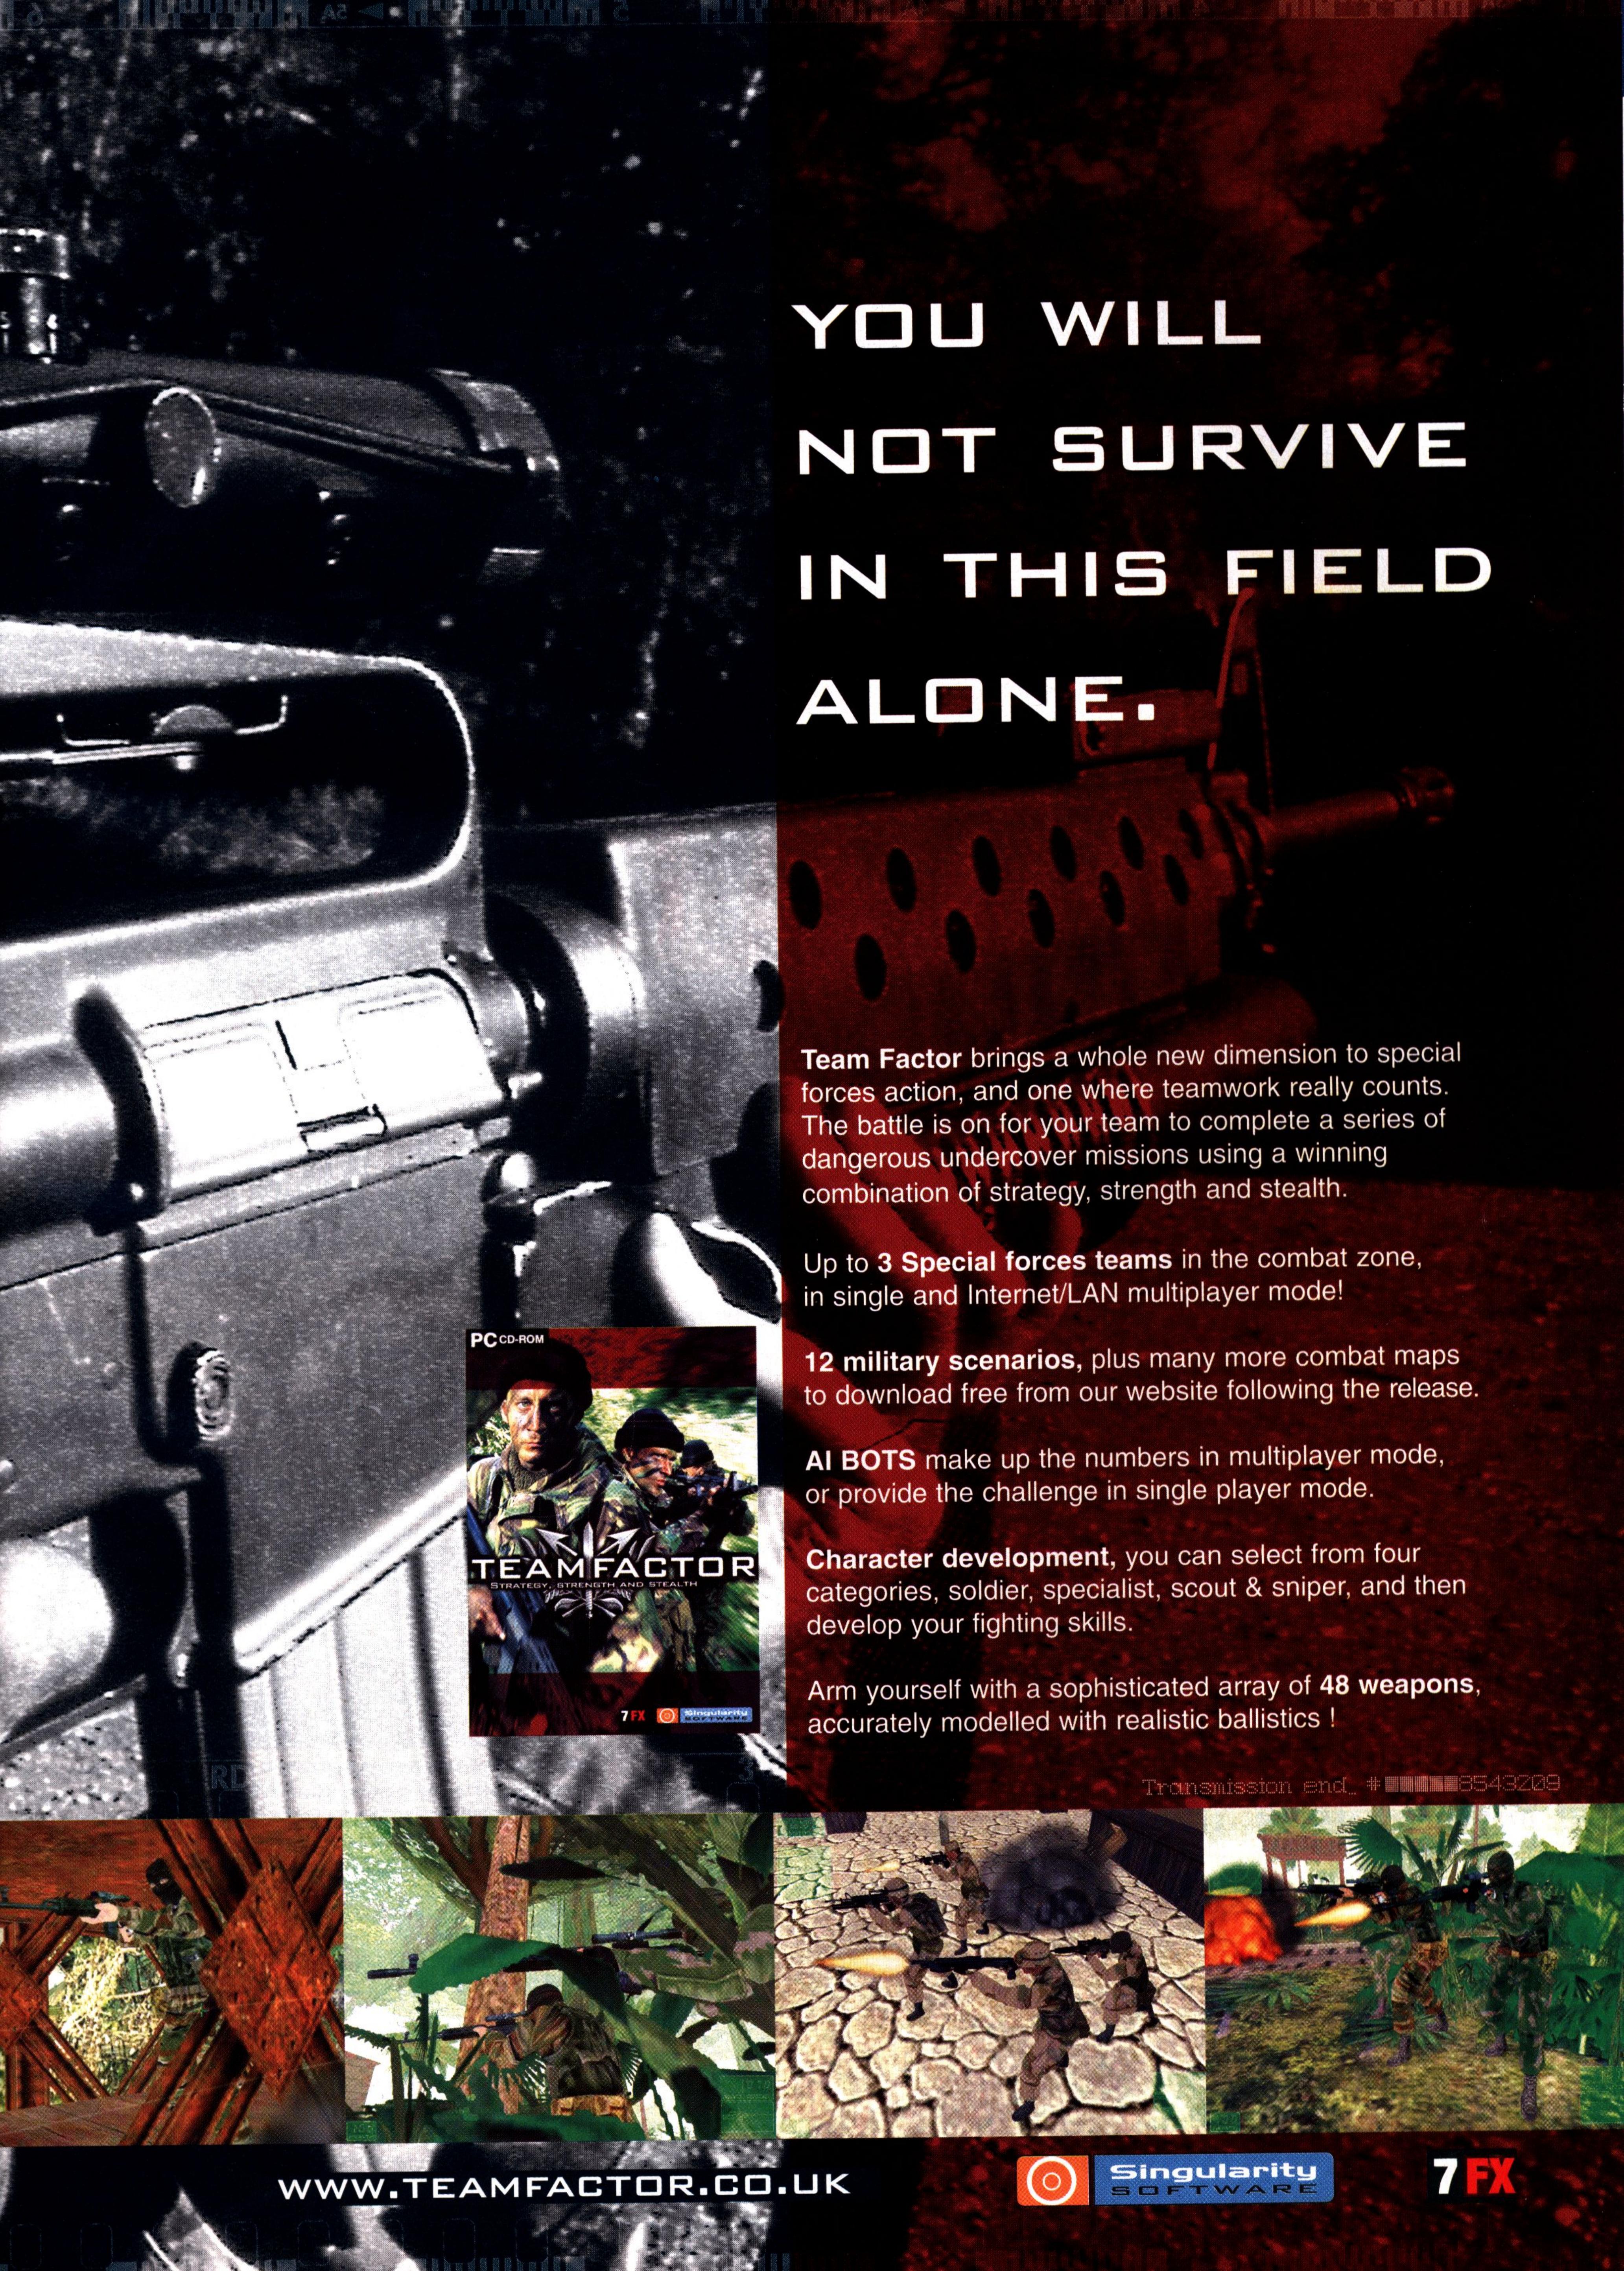 5A
5
YOU WILL
NOT SURVIVE
IN THIS FIELD
ALONE.
Team Factor brings a whole new dimension to special
forces action, and one where teamwork really counts.
The battle is on for your team to complete a series of
dangerous undercover missions using a winning
combination of strategy, strength and stealth.
Up to 3 Special forces teams in the combat zone,
in single and Internet/LAN multiplayer mode!
12 military scenarios, plus many more combat maps
to download free from our website following the release.
AI BOTS make up the numbers in multiplayer mode,
or provide the challenge in single player mode.
Character development, you can select from four
categories, soldier, specialist, scout & sniper, and then
develop your fighting skills.
Arm yourself with a sophisticated array of 48 weapons,
accurately modelled with realistic ballistics !
PC CD-ROM
TEAMFACTOR
STRATEGY, STRENGTH AND STEALTH
7FX
Singularity
SOFTWARE
Transmission end_ #
8543209
WWW.TEAMFACTOR.CO.UK
Singularity
SOFTWARE
7FX